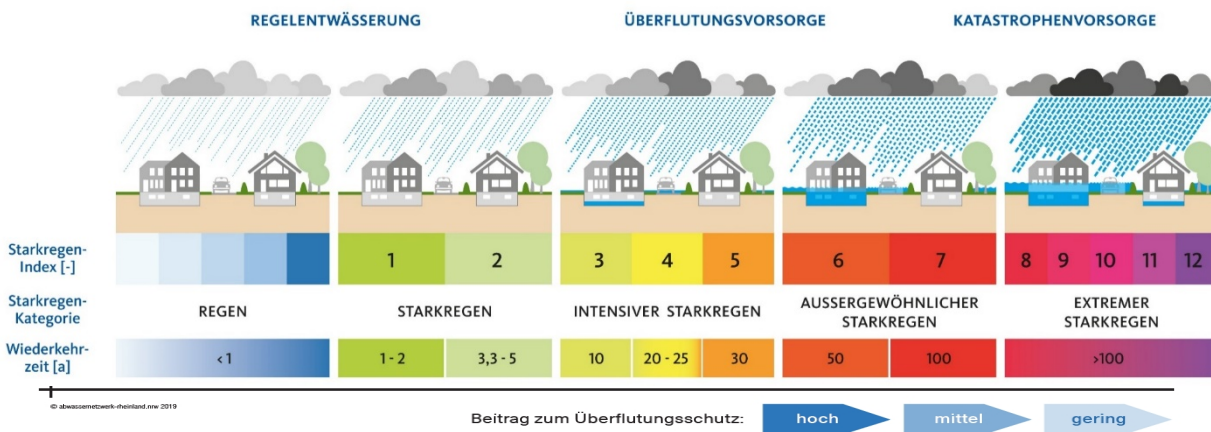 REGELENTWÄSSERUNG ÜBERFLUTUNGSVORSORGE KATASTROPHENVORSORGE
Starkregen-
Index [-]
1 2 3 4 5 6 7 8 9 10 11 12
Starkregen-
Kategorie
REGEN
STARKREGEN
INTENSIVER STARKREGEN
AUSSERGEWÖHNLICHER
STARKREGEN
EXTREMER
STARKREGEN
Wiederkehr-
zeit [a]
< 1 1 - 2 3,3 - 5 10 20 - 25 30 50 100 >100
© abwassernetzwerk-rheinland.nrw 2019
Beitrag zum Überflutungsschutz: hoch mittel gering